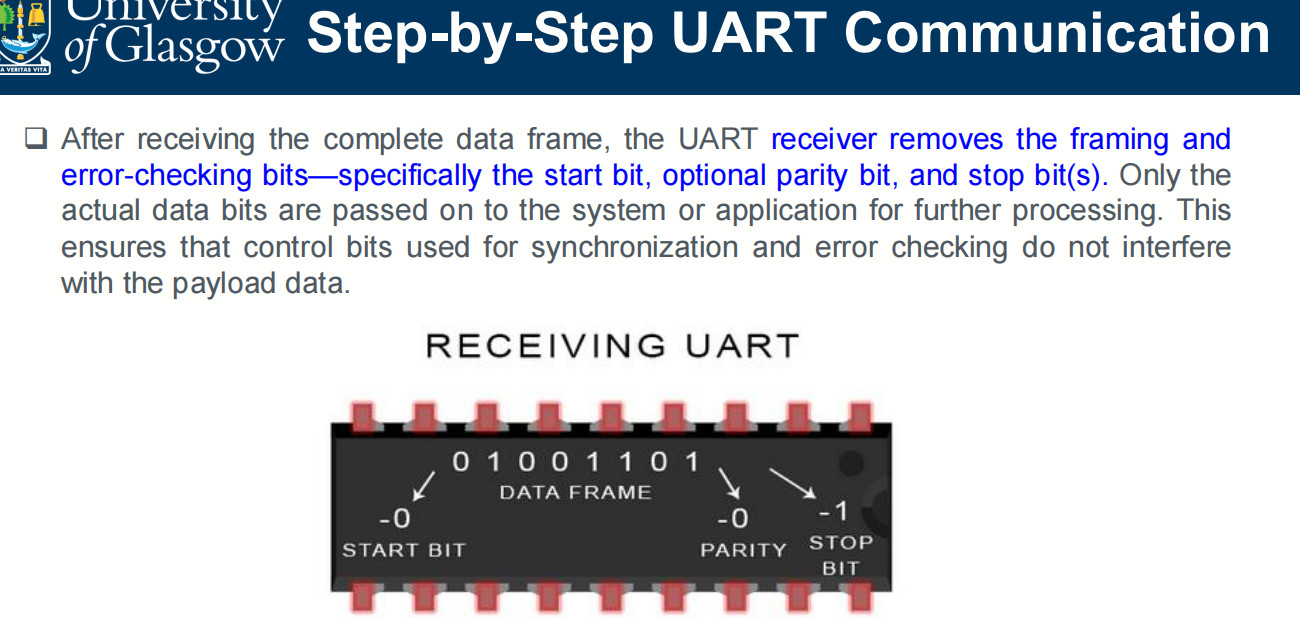 University
of Glasgow
A VERITAS VITA
Step-by-Step UART Communication
❑ After receiving the complete data frame, the UART receiver removes the framing and
error-checking bits—specifically the start bit, optional parity bit, and stop bit(s). Only the
actual data bits are passed on to the system or application for further processing. This
ensures that control bits used for synchronization and error checking do not interfere
with the payload data.
RECEIVING UART
0 1 0 0 1 1 0 1
DATA FRAME
-0
START BIT
-0
PARITY
-1
STOP
BIT